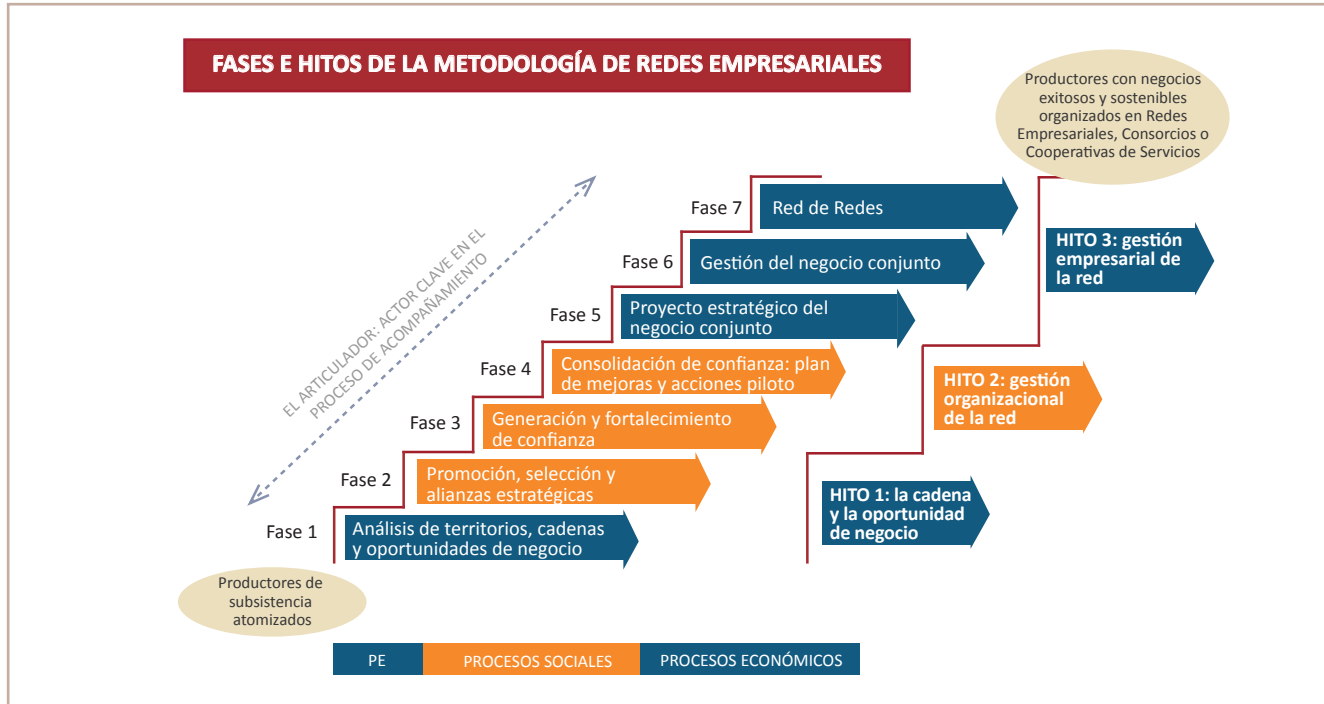 FASES E HITOS DE LA METODOLOGÍA DE REDES EMPRESARIALES
Productores con negocios
exitosos y sostenibles
organizados en Redes
Empresariales, Consorcios o
Cooperativas de Servicios
EL ARTICULADOR: ACTOR CLAVE EN EL
PROCESO DE ACOMPAÑAMIENTO
Fase 7
Red de Redes
Fase 6
Gestión del negocio conjunto
Fase 5
Proyecto estratégico del
negocio conjunto
Fase 4
Consolidación de confianza: plan
de mejoras y acciones piloto
Fase 3
Generación y fortalecimiento
de confianza
Fase 2
Promoción, selección y
alianzas estratégicas
Fase 1
Análisis de territorios, cadenas
y oportunidades de negocio
HITO 3: gestión
empresarial de
la red
HITO 2: gestión
organizacional
de la red
HITO 1: la cadena
y la oportunidad
de negocio
Productores de
subsistencia
atomizados
PE
PROCESOS SOCIALES
PROCESOS ECONÓMICOS